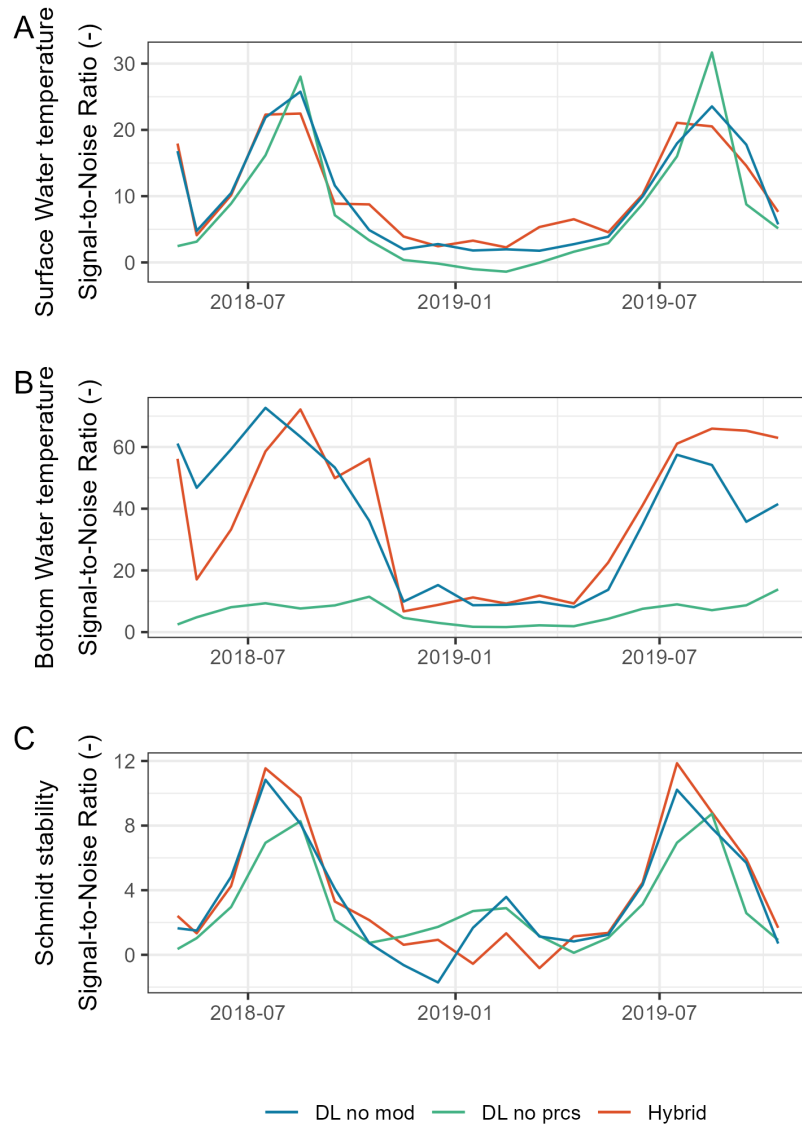 A
Surface Water temperature
Signal-to-Noise Ratio (-)
30
20
10
0
2018-07
2019-01
2019-07
B
Bottom Water temperature
Signal-to-Noise Ratio (-)
60
40
20
0
2018-07
2019-01
2019-07
C
Schmidt stability
Signal-to-Noise Ratio (-)
12
8
4
0
2018-07
2019-01
2019-07
DL no mod
DL no prcs
Hybrid